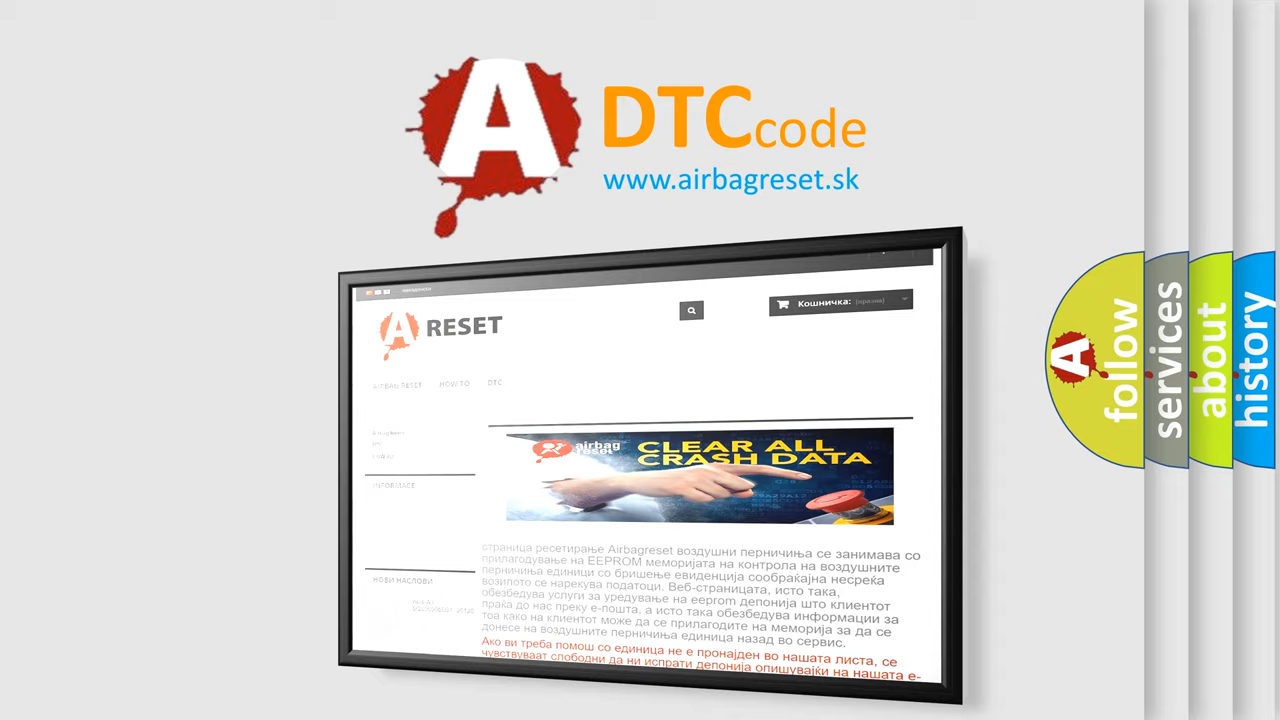 A
DTC code
www.airbagreset.sk
A RESET
Кошничка: (празни)
AIRBAG RESET HOW TO DTC
INFORMACE
НОВИ НАСЛОВИ
airbag
reset
CLEAR ALL
CRASH DATA
страница ресетирање Airbagreset воздушни перничиња се занимава со
прилагодување на EEPROM меморијата на контрола на воздушните
перничиња единици со бришење евиденција сообраќајна несреќа
возилото се нарекува податоци. Веб-страницата, исто така,
обезбедува услуги за уредување на eeprom депонија што клиентот
праќа до нас преку е-пошта, а исто така обезбедува информации за
тоа како на клиентот може да се прилагодите на меморија за да се
донесе на воздушните перничиња единица назад во сервис.
Ако ви треба помош со единица не е пронајден во нашата листа, се
чувствуваат слободни да ни испрати депонија опишувајќи на нашата е-
A
follow
services
about
history